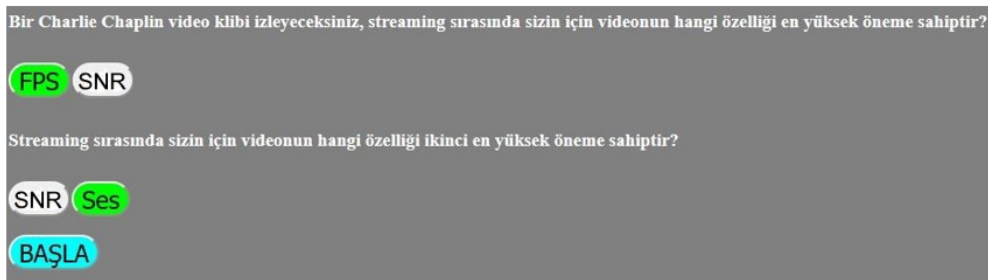 Bir Charlie Chaplin video klibi izleyeceksiniz, streaming sırasında sizin için videonun hangi özelliği en yüksek öneme sahiptir?
FPS SNR
Streaming sırasında sizin için videonun hangi özelliği ikinci en yüksek öneme sahiptir?
SNR Ses
BAŞLA